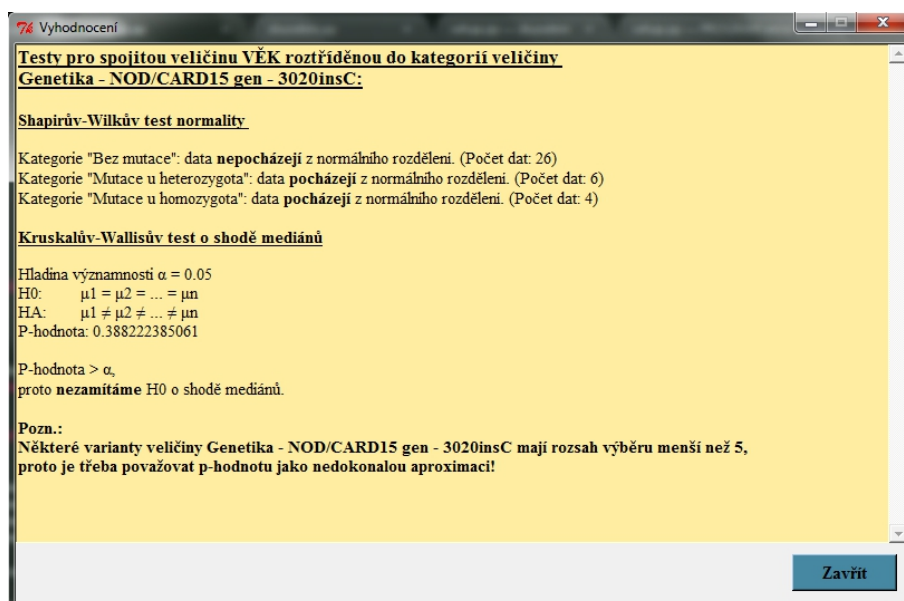 Vyhodnocení
Testy pro spojitou veličinu VĚK roztříděnou do kategorií veličiny
Genetika - NOD/CARD15 gen - 3020insC:
Shapirův-Wilkův test normality
Kategorie "Bez mutace": data nepocházejí z normálního rozdělení. (Počet dat: 26)
Kategorie "Mutace u heterozygota": data pocházejí z normálního rozdělení. (Počet dat: 6)
Kategorie "Mutace u homozygota": data pocházejí z normálního rozdělení. (Počet dat: 4)
Kruskalův-Wallisův test o shodě mediánů
Hladina významnosti α = 0.05
H0: μ1 = μ2 = ... = μn
HA: μ1 ≠ μ2 ≠ ... ≠ μn
P-hodnota: 0.388222385061
P-hodnota > α,
proto nezamítáme H0 o shodě mediánů.
Pozn.:
Některé varianty veličiny Genetika - NOD/CARD15 gen - 3020insC mají rozsah výběru menší než 5,
proto je třeba považovat p-hodnotu jako nedokonalou aproximaci!
Zavřít